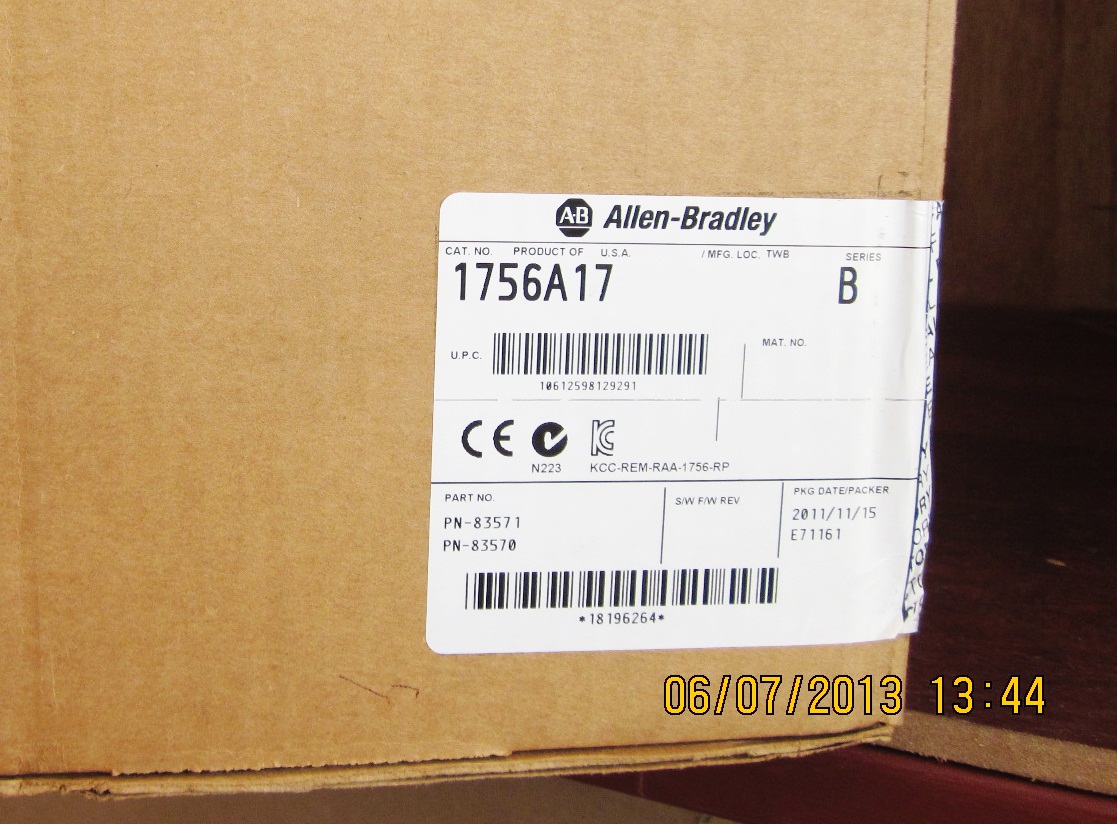 A-B Allen-Bradley
CAT. NO. PRODUCT OF U.S.A. / MFG. LOC. TWB SERIES
1756A17 B
U.P.C. MAT. NO.
10612598129291
CE
N223 KCC-REM-RAA-1756-RP
PART NO. S/W F/W REV PKG DATE/PACKER
PN-83571 2011/11/15
PN-83570 E71161
*18196264*
06/07/2013 13:44